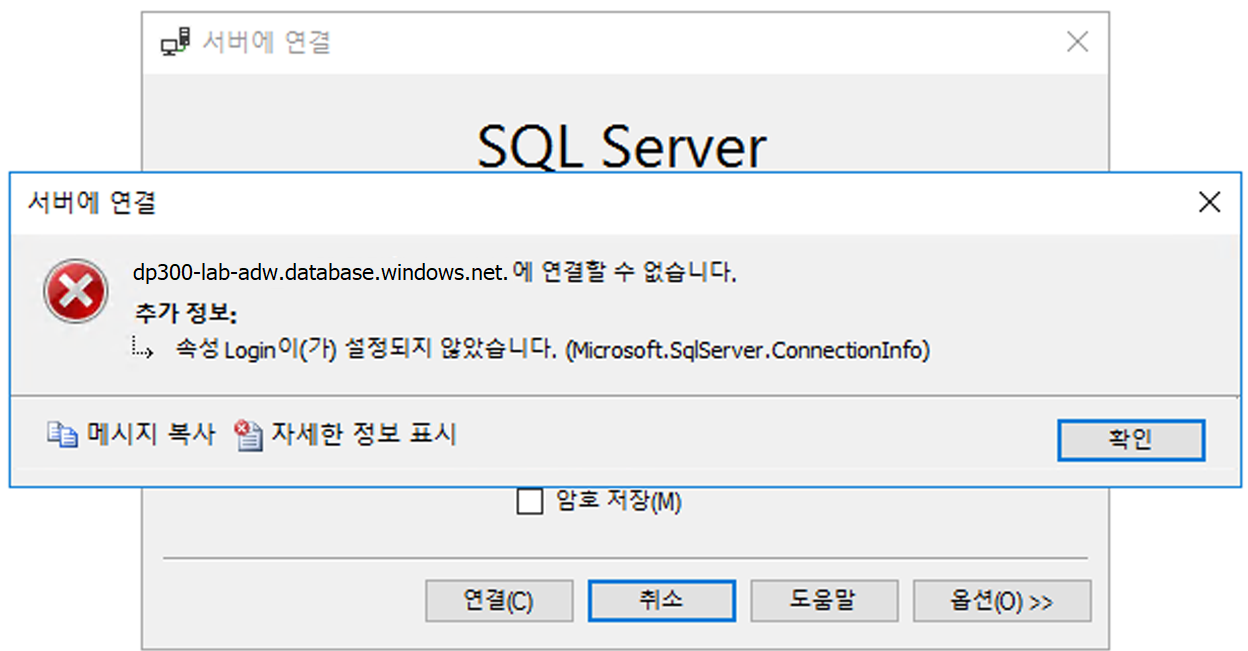 서버에 연결
SQL Server
서버에 연결
dp300-lab-adw.database.windows.net.에 연결할 수 없습니다.
추가 정보:
속성 Login이(가) 설정되지 않았습니다. (Microsoft.SqlServer.ConnectionInfo)
메시지 복사 자세한 정보 표시 확인
암호 저장(M)
연결(C) 취소 도움말 옵션(O) >>